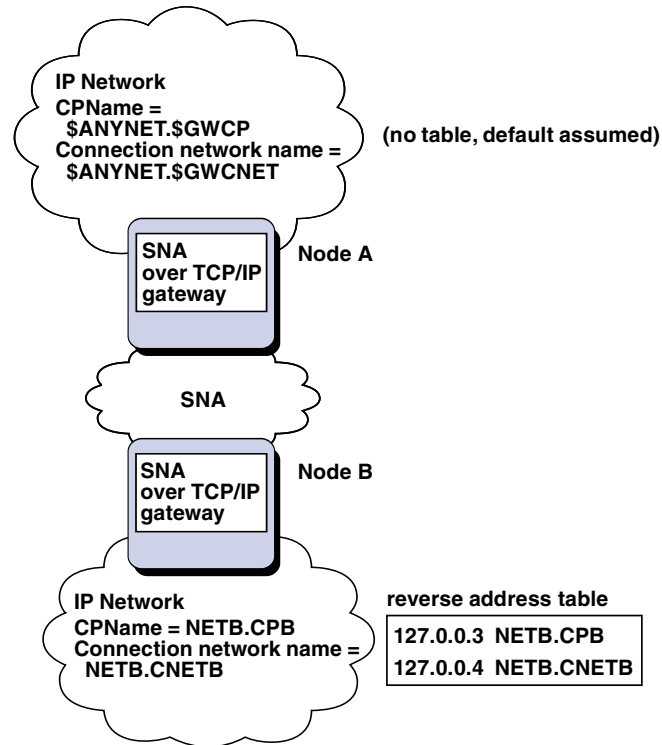 IP Network
CPName =
$ANYNET.$GWCP
Connection network name =
$ANYNET.$GWCNET
(no table, default assumed)
SNA
over TCP/IP
gateway
Node A
SNA
SNA
over TCP/IP
gateway
Node B
IP Network
CPName = NETB.CPB
Connection network name =
NETB.CNETB
reverse address table
127.0.0.3 NETB.CPB
127.0.0.4 NETB.CNETB